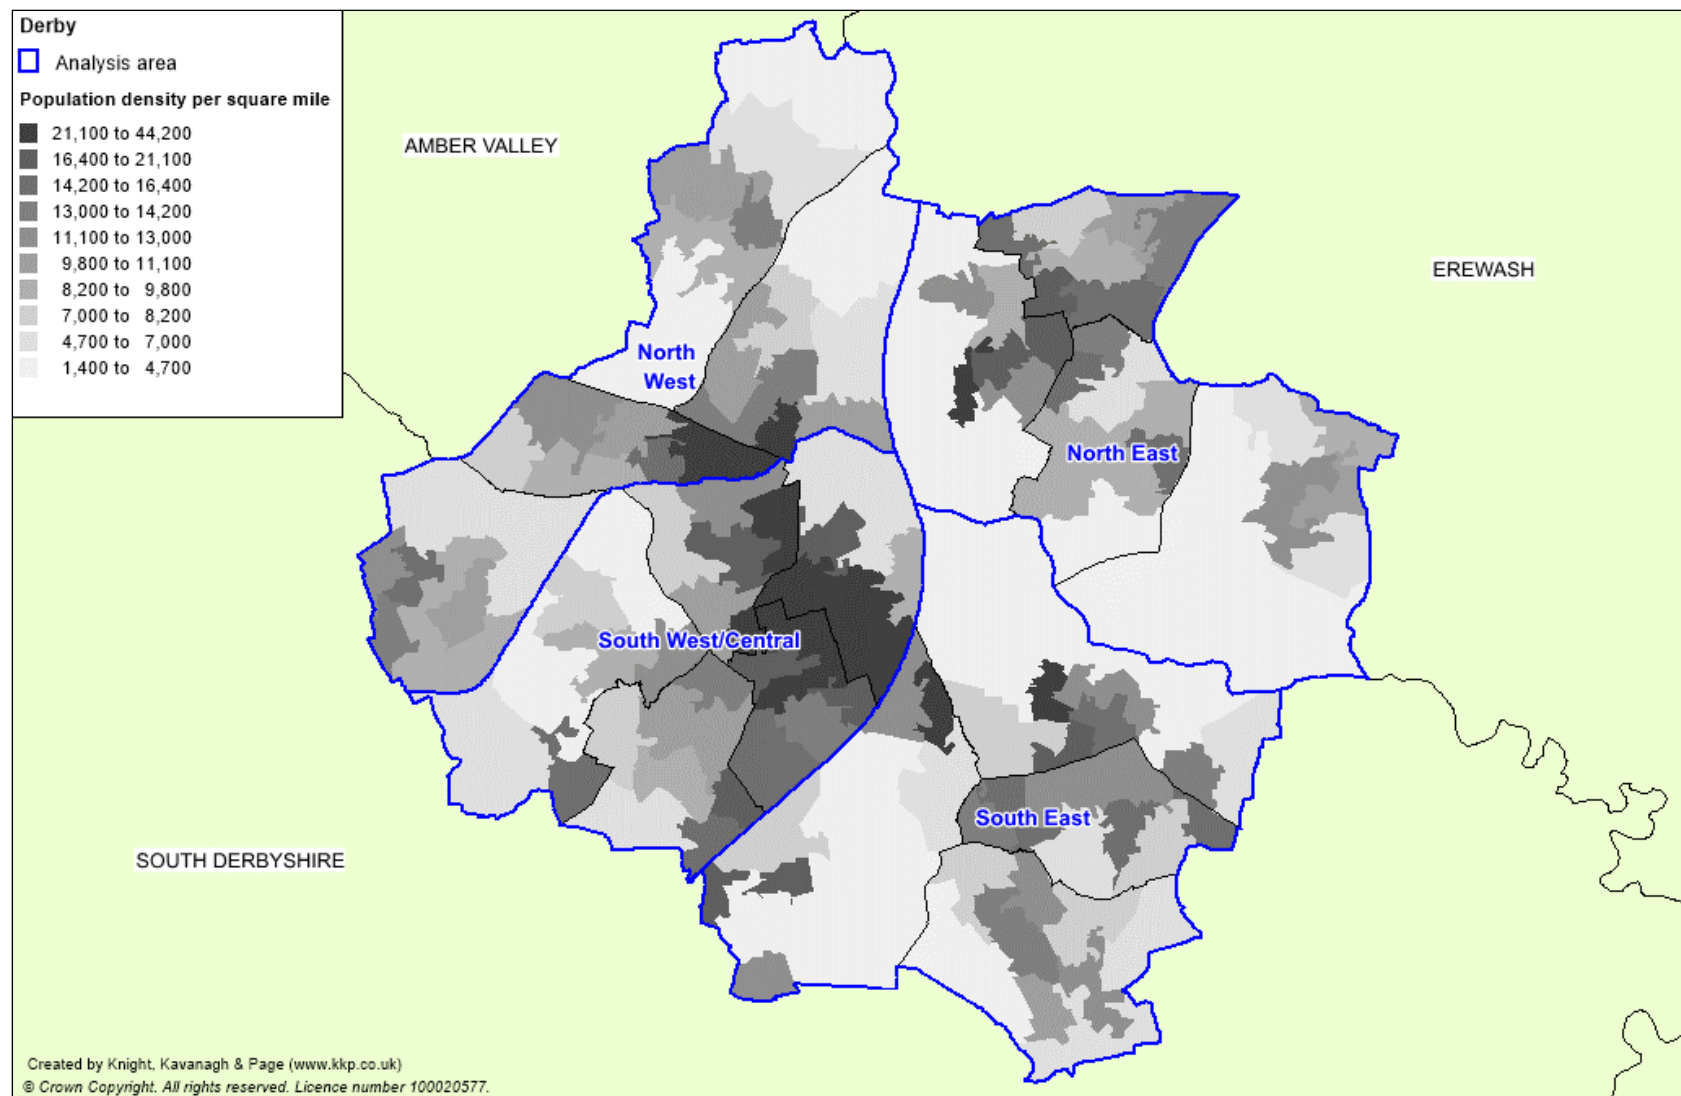 Derby
Analysis area
Population density per square mile
21,100 to 44,200
16,400 to 21,100
14,200 to 16,400
13,000 to 14,200
11,100 to 13,000
9,800 to 11,100
8,200 to 9,800
7,000 to 8,200
4,700 to 7,000
1,400 to 4,700
AMBER VALLEY
EREWASH
North
West
North East
South West/Central
South East
SOUTH DERBYSHIRE
Created by Knight, Kavanagh & Page (www.kkp.co.uk)
© Crown Copyright. All rights reserved. Licence number 100020577.